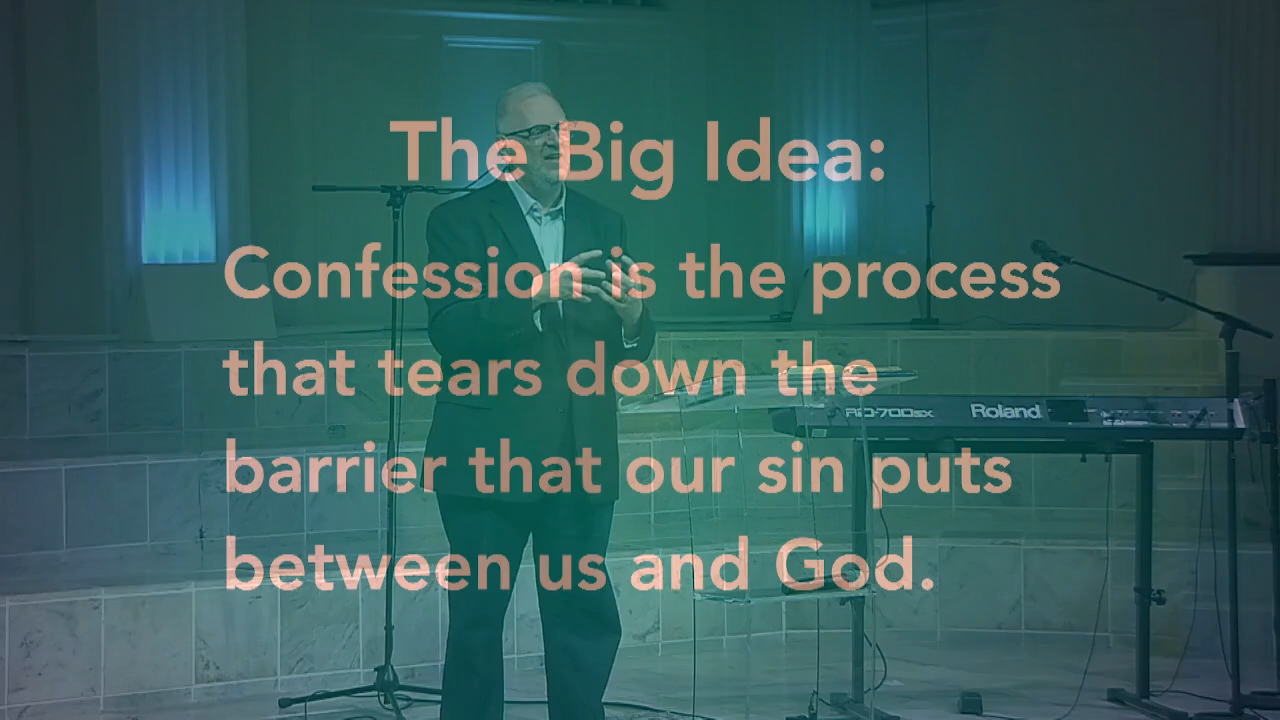 The Big Idea:
Confession is the process
that tears down the
barrier that our sin puts
between us and God.
RD-700SX Roland